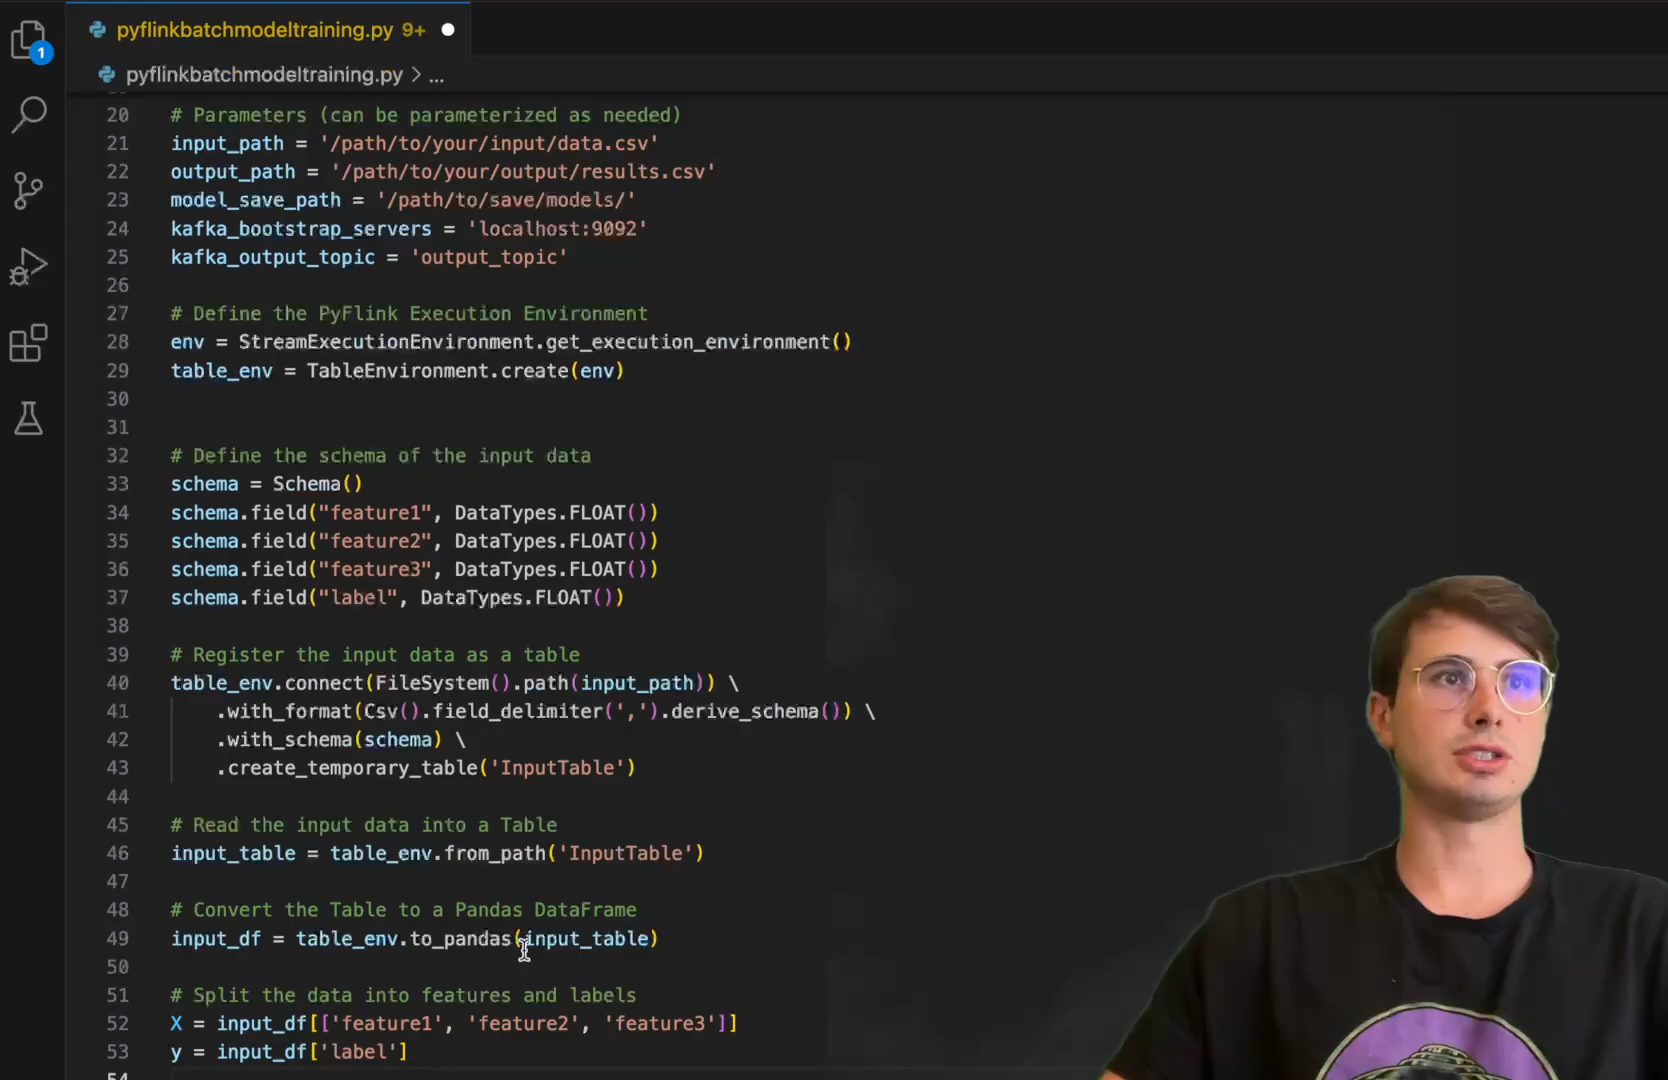 pyflinkbatchmodeltraining.py 9+
1
pyflinkbatchmodeltraining.py > ...
20 # Parameters (can be parameterized as needed)
21 input_path = '/path/to/your/input/data.csv'
22 output_path = '/path/to/your/output/results.csv'
23 model_save_path = '/path/to/save/models/'
24 kafka_bootstrap_servers = 'localhost:9092'
25 kafka_output_topic = 'output_topic'
26
27 # Define the PyFlink Execution Environment
28 env = StreamExecutionEnvironment.get_execution_environment()
29 table_env = TableEnvironment.create(env)
30
31
32 # Define the schema of the input data
33 schema = Schema()
34 schema.field("feature1", DataTypes.FLOAT())
35 schema.field("feature2", DataTypes.FLOAT())
36 schema.field("feature3", DataTypes.FLOAT())
37 schema.field("label", DataTypes.FLOAT())
38
39 # Register the input data as a table
40 table_env.connect(FileSystem().path(input_path)) \
41 .with_format(Csv().field_delimiter(',').derive_schema()) \
42 .with_schema(schema) \
43 .create_temporary_table('InputTable')
44
45 # Read the input data into a Table
46 input_table = table_env.from_path('InputTable')
47
48 # Convert the Table to a Pandas DataFrame
49 input_df = table_env.to_pandas(input_table)
50
51 # Split the data into features and labels
52 X = input_df[['feature1', 'feature2', 'feature3']]
53 y = input_df['label']
54